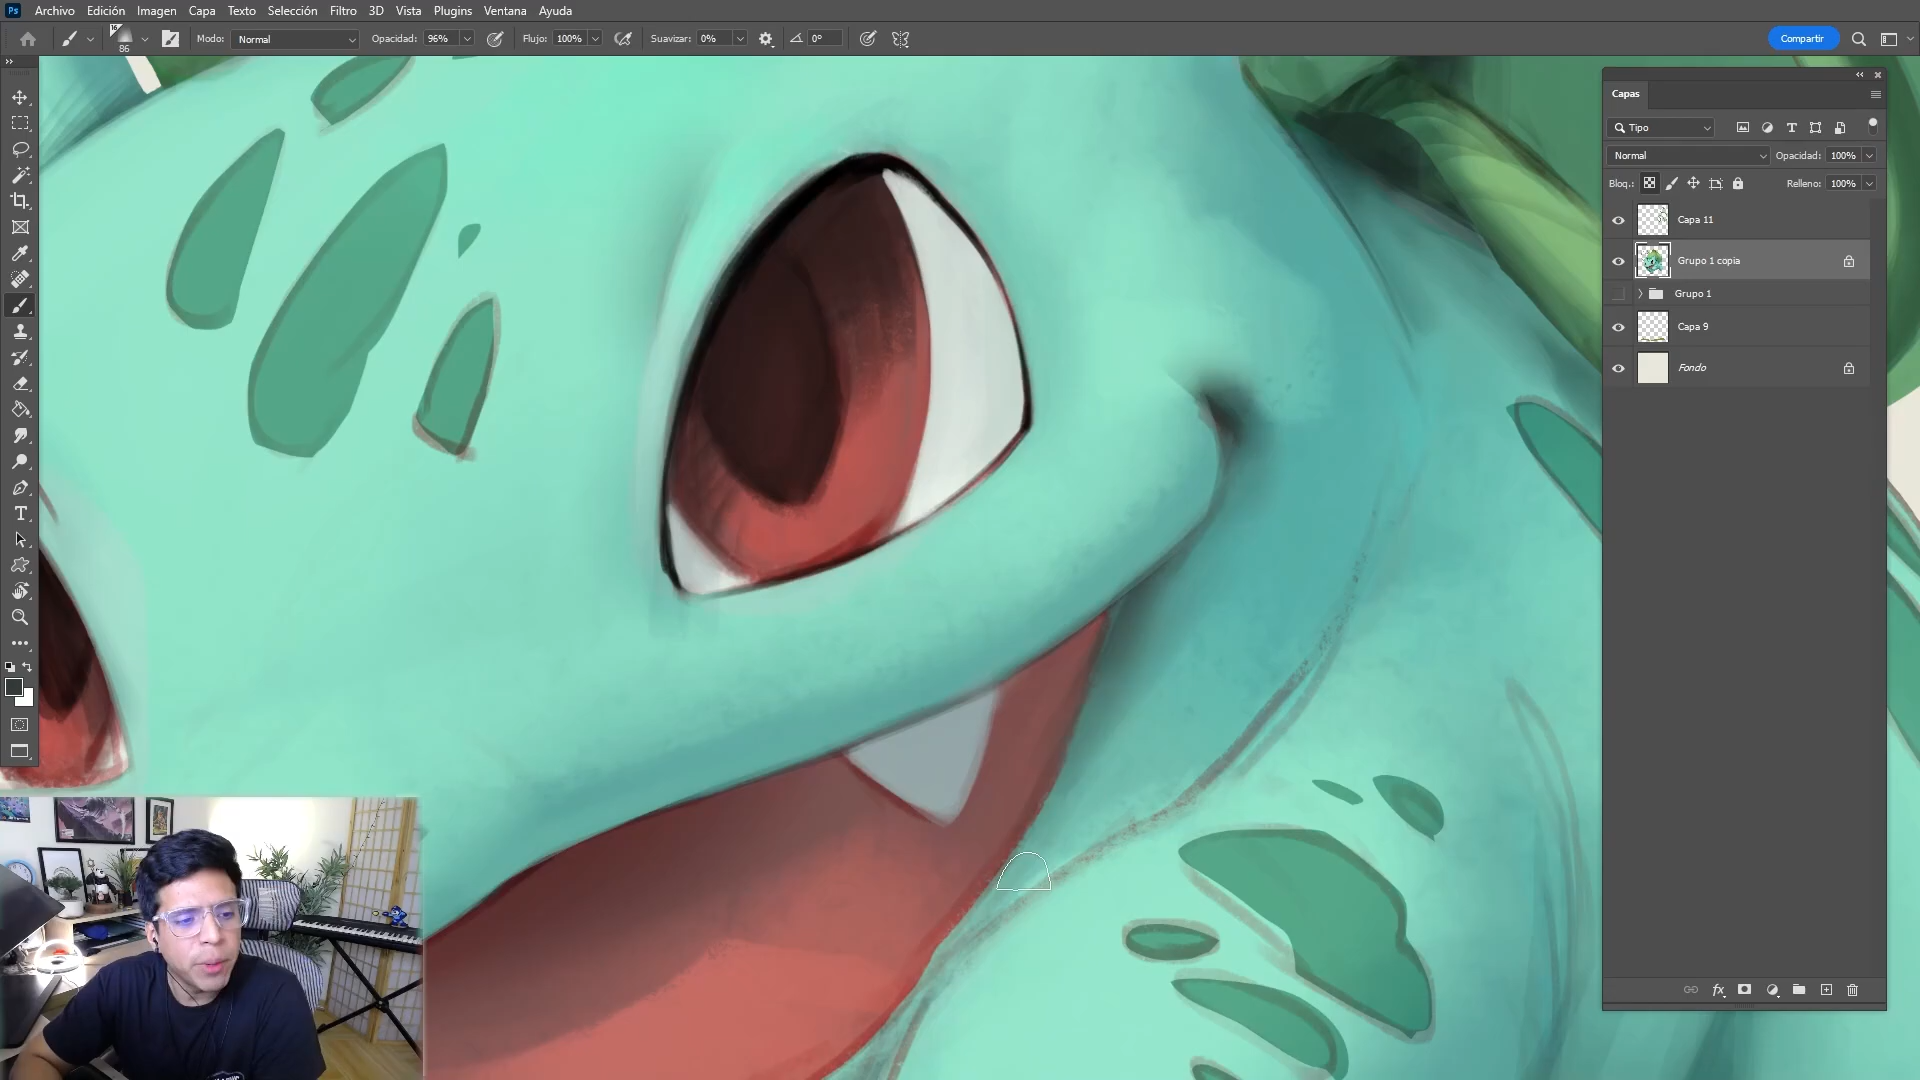 Ps Archivo Edición Imagen Capa Texto Selección Filtro 3D Vista Plugins Ventana Ayuda
86 Modo: Normal Opacidad: 96% Flujo: 100% Suavizar: 0% 0° Compartir
Capas
Tipo
Normal Opacidad: 100%
Bloq.: Relleno: 100%
Capa 11
Grupo 1 copia
Grupo 1
Capa 9
Fondo